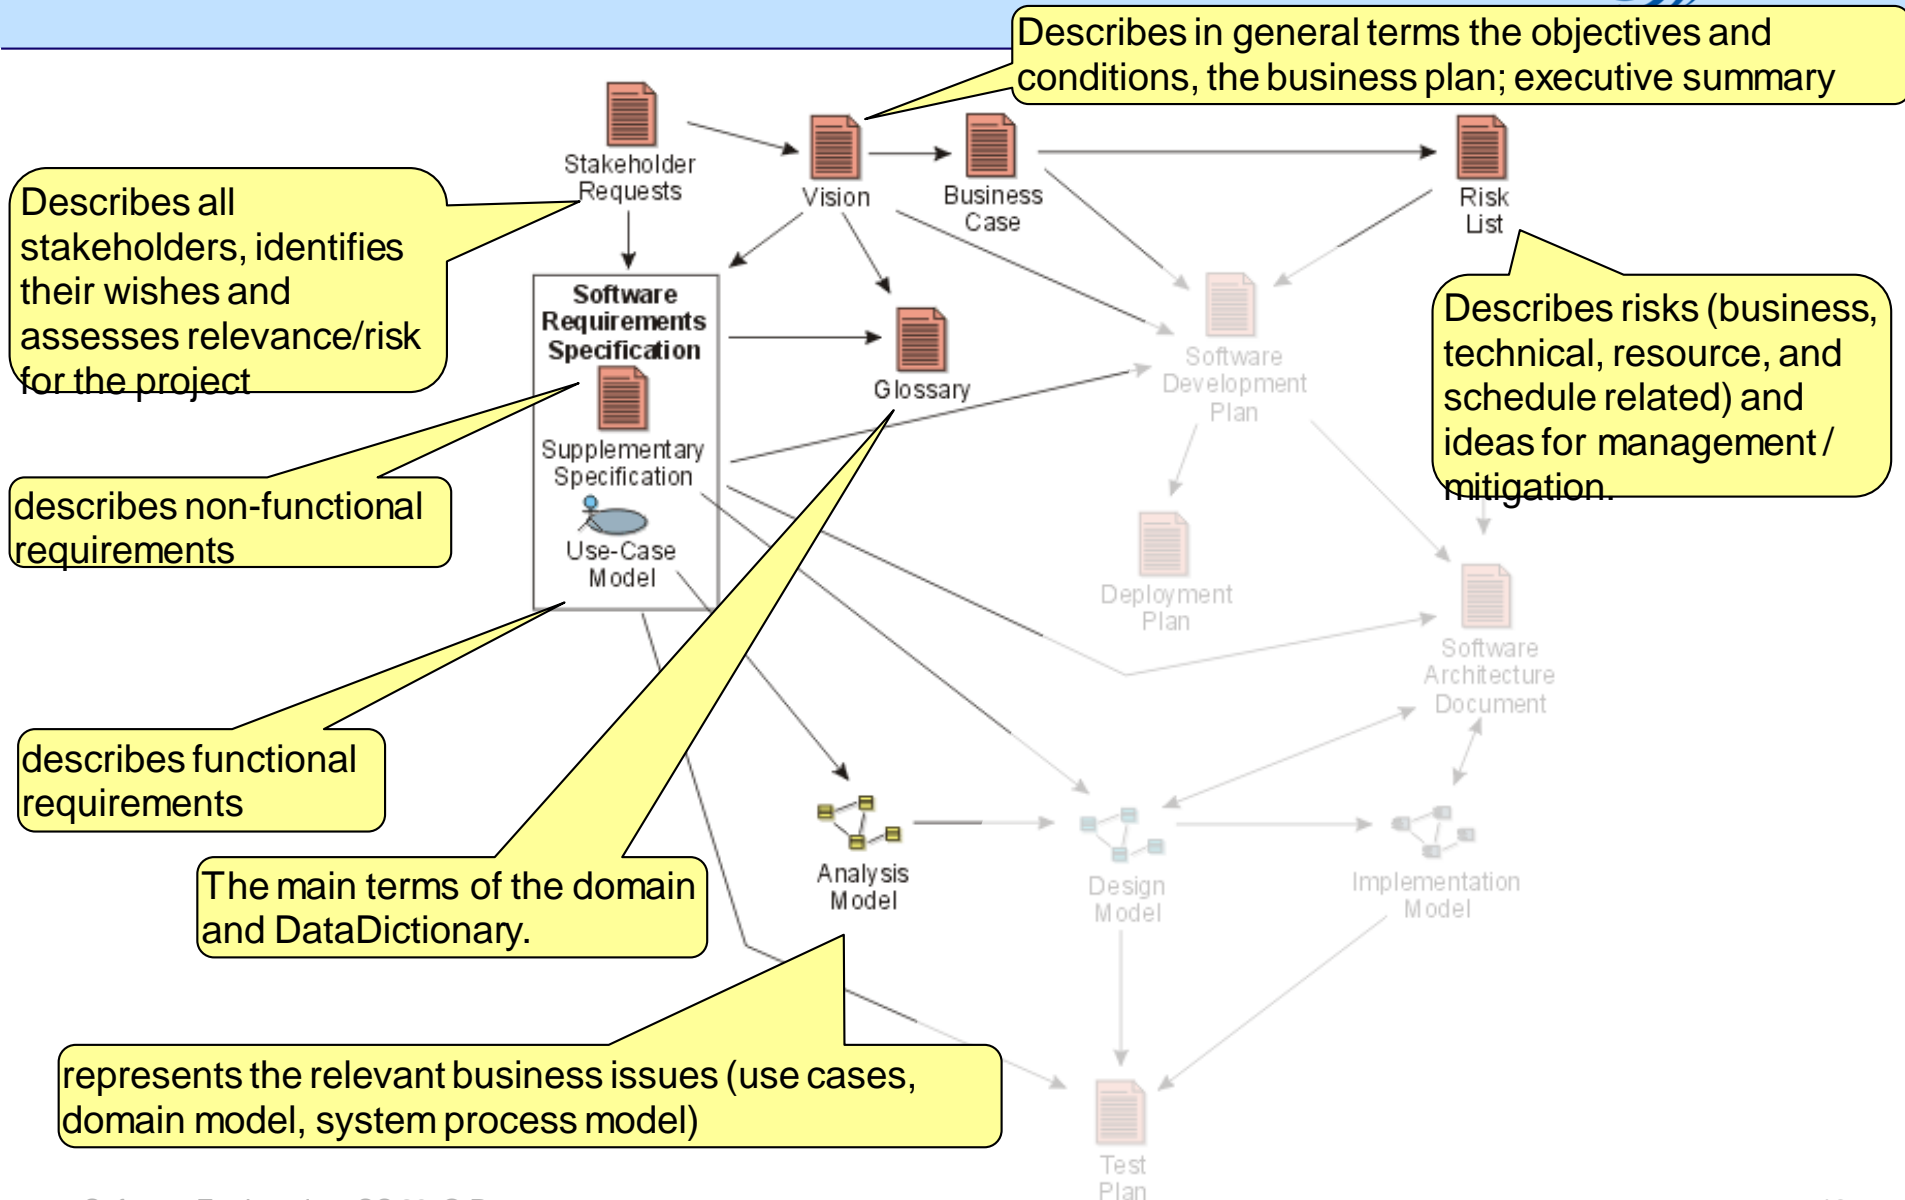 Describes in general terms the objectives and
conditions, the business plan; executive summary
Stakeholder
Requests
Vision
Business
Case
Risk
List
Describes all
stakeholders, identifies
their wishes and
assesses relevance/risk
for the project
Software
Requirements
Specification
Supplementary
Specification
Use-Case
Model
Glossary
Software
Development
Plan
Describes risks (business,
technical, resource, and
schedule related) and
ideas for management /
mitigation.
describes non-functional
requirements
Deployment
Plan
Software
Architecture
Document
describes functional
requirements
The main terms of the domain
and DataDictionary.
Analysis
Model
Design
Model
Implementation
Model
represents the relevant business issues (use cases,
domain model, system process model)
Test
Plan